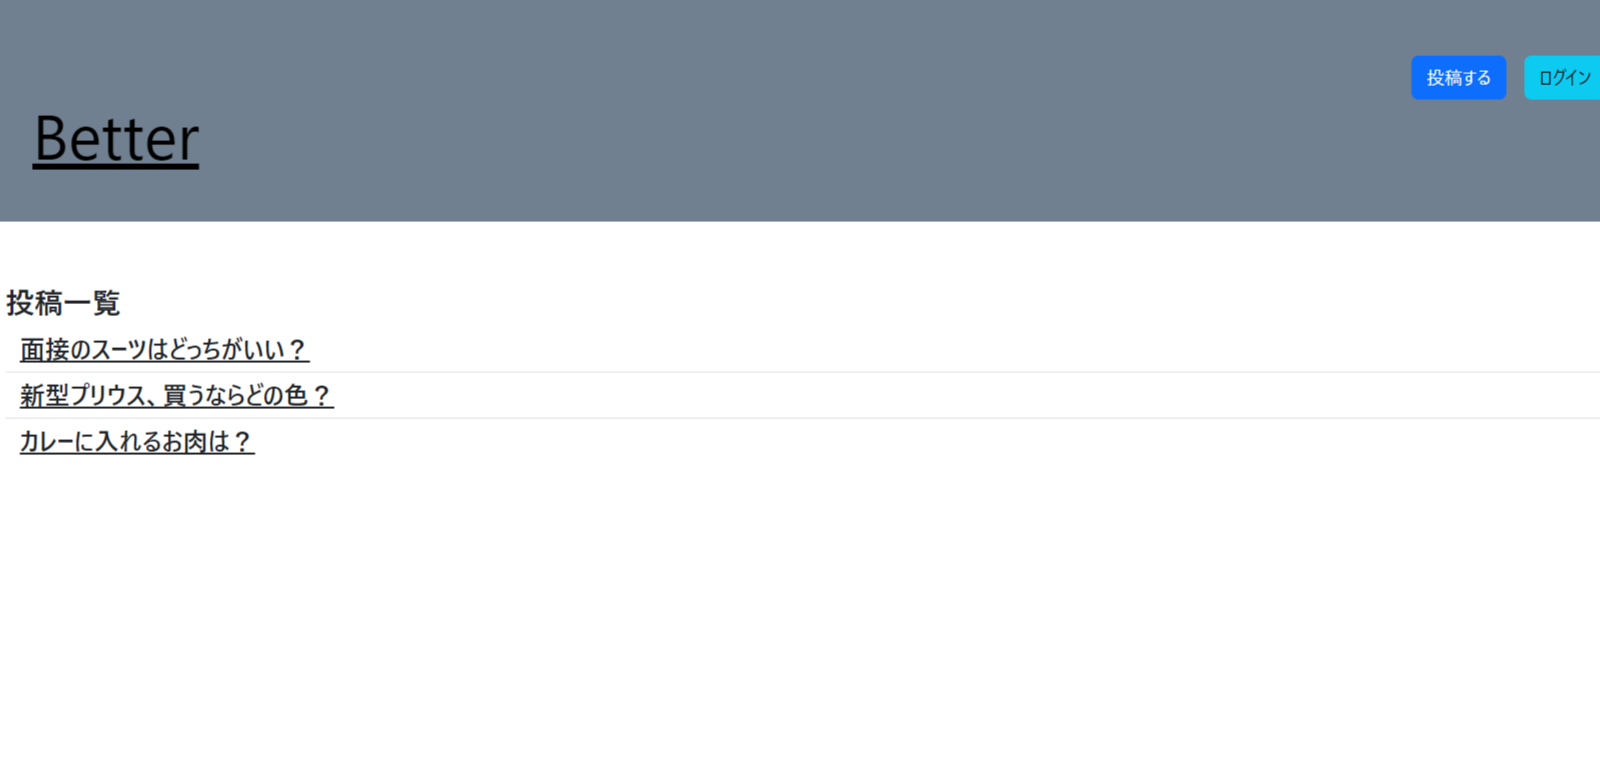 投稿する ログイン
Better
投稿一覧
面接のスーツはどっちがいい？
新型プリウス、買うならどの色？
カレーに入れるお肉は？